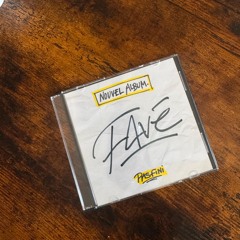 NOUVEL ALBUM.
FAVÉ
PAS FINI